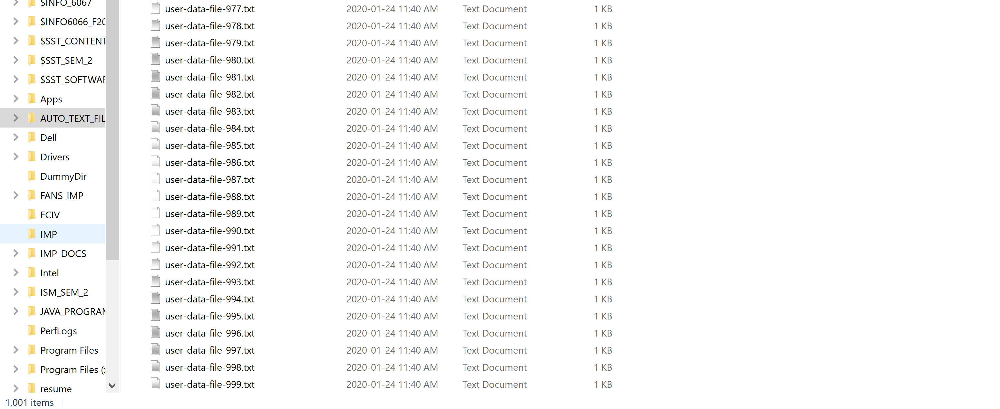 $INFO_6067
$INFO6066_F20
$SST_CONTENT
$SST_SEM_2
$SST_SOFTWAR
Apps
AUTO_TEXT_FIL
Dell
Drivers
DummyDir
FANS_IMP
FCIV
IMP
IMP_DOCS
Intel
ISM_SEM_2
JAVA_PROGRAM
PerfLogs
Program Files
Program Files (x
resume
user-data-file-977.txt 2020-01-24 11:40 AM Text Document 1 KB
user-data-file-978.txt 2020-01-24 11:40 AM Text Document 1 KB
user-data-file-979.txt 2020-01-24 11:40 AM Text Document 1 KB
user-data-file-980.txt 2020-01-24 11:40 AM Text Document 1 KB
user-data-file-981.txt 2020-01-24 11:40 AM Text Document 1 KB
user-data-file-982.txt 2020-01-24 11:40 AM Text Document 1 KB
user-data-file-983.txt 2020-01-24 11:40 AM Text Document 1 KB
user-data-file-984.txt 2020-01-24 11:40 AM Text Document 1 KB
user-data-file-985.txt 2020-01-24 11:40 AM Text Document 1 KB
user-data-file-986.txt 2020-01-24 11:40 AM Text Document 1 KB
user-data-file-987.txt 2020-01-24 11:40 AM Text Document 1 KB
user-data-file-988.txt 2020-01-24 11:40 AM Text Document 1 KB
user-data-file-989.txt 2020-01-24 11:40 AM Text Document 1 KB
user-data-file-990.txt 2020-01-24 11:40 AM Text Document 1 KB
user-data-file-991.txt 2020-01-24 11:40 AM Text Document 1 KB
user-data-file-992.txt 2020-01-24 11:40 AM Text Document 1 KB
user-data-file-993.txt 2020-01-24 11:40 AM Text Document 1 KB
user-data-file-994.txt 2020-01-24 11:40 AM Text Document 1 KB
user-data-file-995.txt 2020-01-24 11:40 AM Text Document 1 KB
user-data-file-996.txt 2020-01-24 11:40 AM Text Document 1 KB
user-data-file-997.txt 2020-01-24 11:40 AM Text Document 1 KB
user-data-file-998.txt 2020-01-24 11:40 AM Text Document 1 KB
user-data-file-999.txt 2020-01-24 11:40 AM Text Document 1 KB
1,001 items